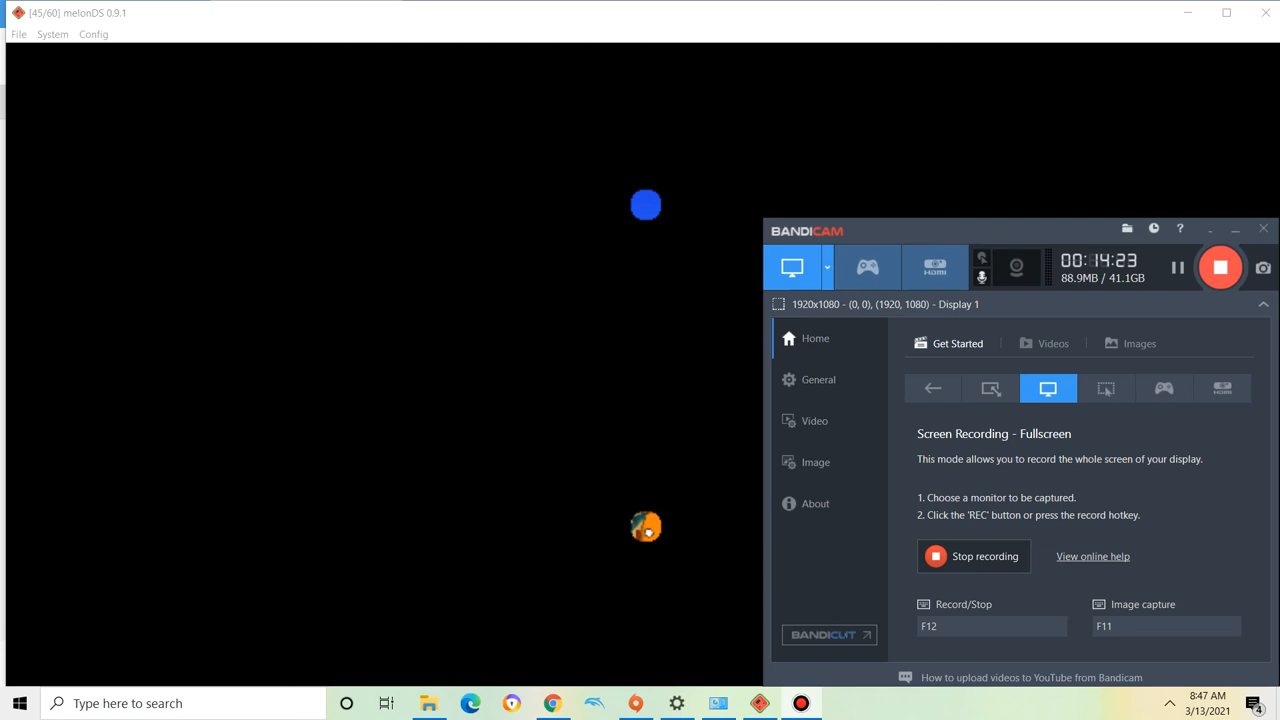 [45/60] melonDS 0.9.1
File System Config
BANDICAM
?
HDMI
00:14:23
88.9MB / 41.1GB
1920x1080 - (0, 0), (1920, 1080) - Display 1
Home
General
Video
Image
About
BANDICUT
Get Started
Videos
Images
HDMI
Screen Recording - Fullscreen
This mode allows you to record the whole screen of your display.
1. Choose a monitor to be captured.
2. Click the 'REC' button or press the record hotkey.
Stop recording
View online help
Record/Stop
Image capture
F12
F11
How to upload videos to YouTube from Bandicam
Type here to search
8:47 AM
3/13/2021
4